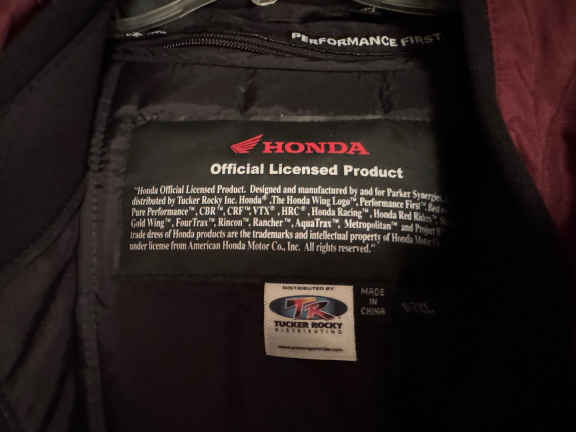 PERFORMANCE FIRST
HONDA
Official Licensed Product
"Honda Official Licensed Product. Designed and manufactured by and for Parker Synergies
distributed by Tucker Rocky Inc. Honda®, The Honda Wing Logo™, Performance First™,
Pure Performance™, CBR™, CRF™, VTX®, HRC®, Honda Racing™, Honda Red Riders™,
Gold Wing™, FourTrax™, Rincon™, Rancher™, AquaTrax™, Metropolitan™ and
trade dress of Honda products are the trademarks and intellectual property of Honda Motor
under license from American Honda Motor Co., Inc. All rights reserved."
DISTRIBUTED BY
TR
TUCKER ROCKY
DISTRIBUTING
MADE
IN
CHINA